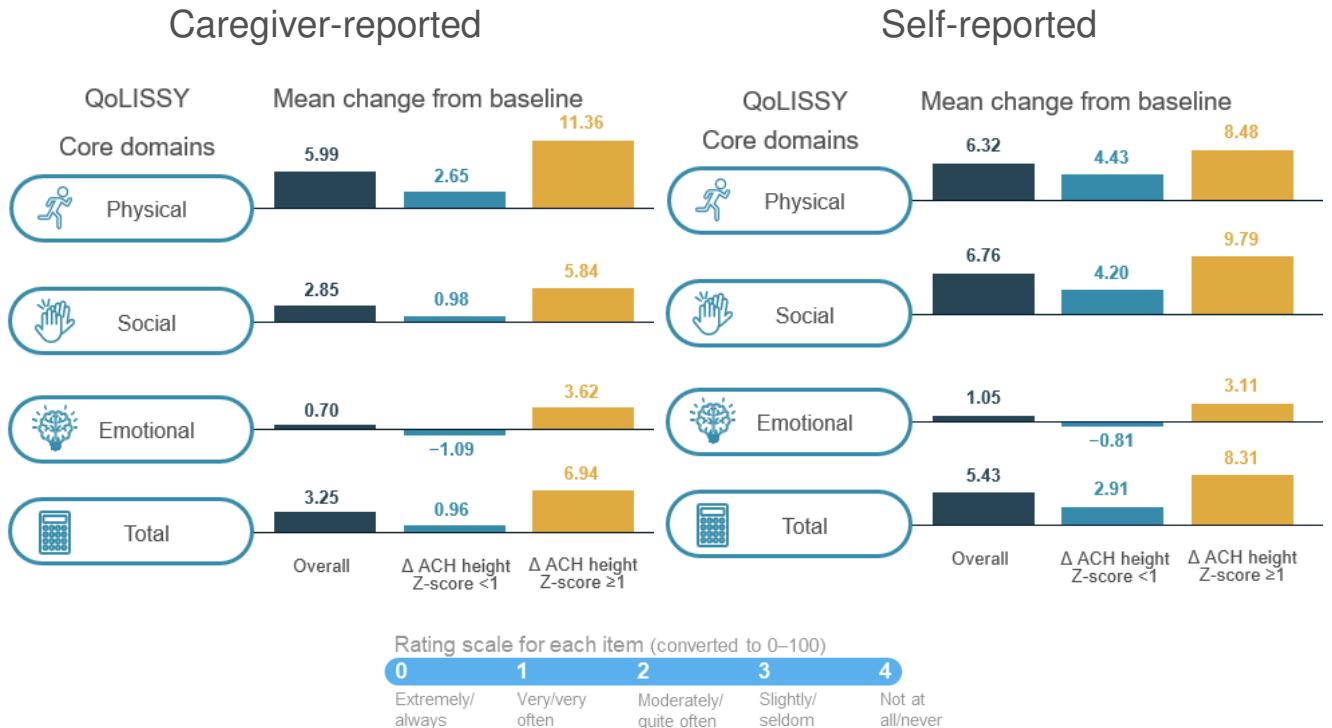 Caregiver-reported
QoLISSY
Core domains
Mean change from baseline
Physical
5.99
2.65
11.36
Social
2.85
0.98
5.84
Emotional
0.70
−1.09
3.62
Total
3.25
0.96
6.94
Overall
Δ ACH height
Z-score <1
Δ ACH height
Z-score ≥1
Self-reported
QoLISSY
Core domains
Mean change from baseline
Physical
6.32
4.43
8.48
Social
6.76
4.20
9.79
Emotional
1.05
−0.81
3.11
Total
5.43
2.91
8.31
Overall
Δ ACH height
Z-score <1
Δ ACH height
Z-score ≥1
Rating scale for each item (converted to 0–100)
0 1 2 3 4
Extremely/
always
Very/very
often
Moderately/
quite often
Slightly/
seldom
Not at
all/never